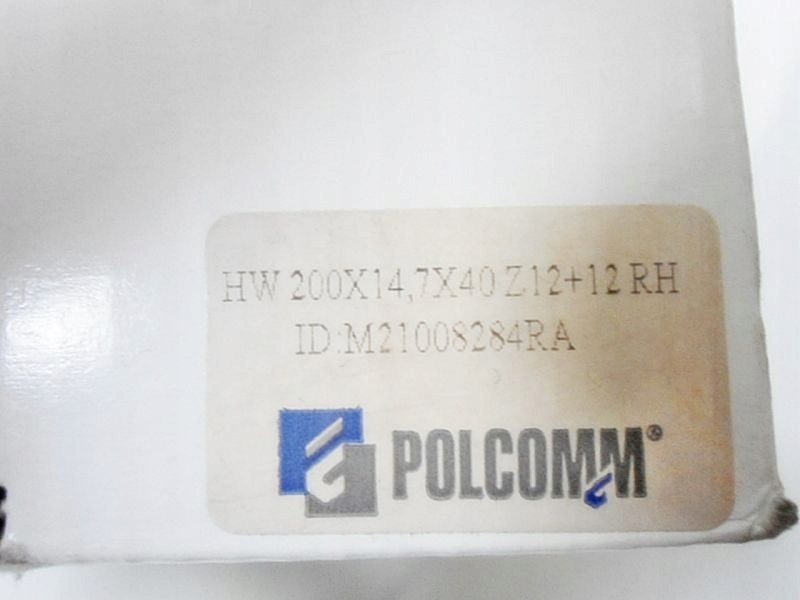 HW 200X14,7X40 Z12+12 RH
ID:M21008284RA
POLCOMM®